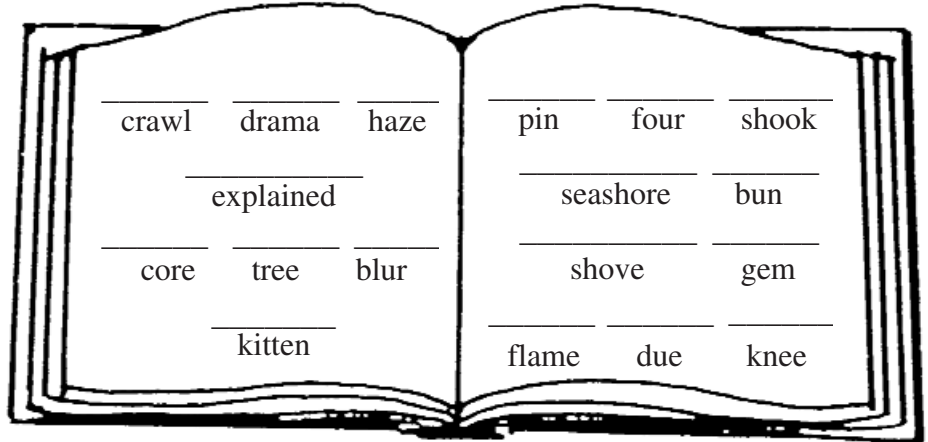 crawl drama haze
explained
core tree blur
kitten
pin four shook
seashore bun
shove gem
flame due knee